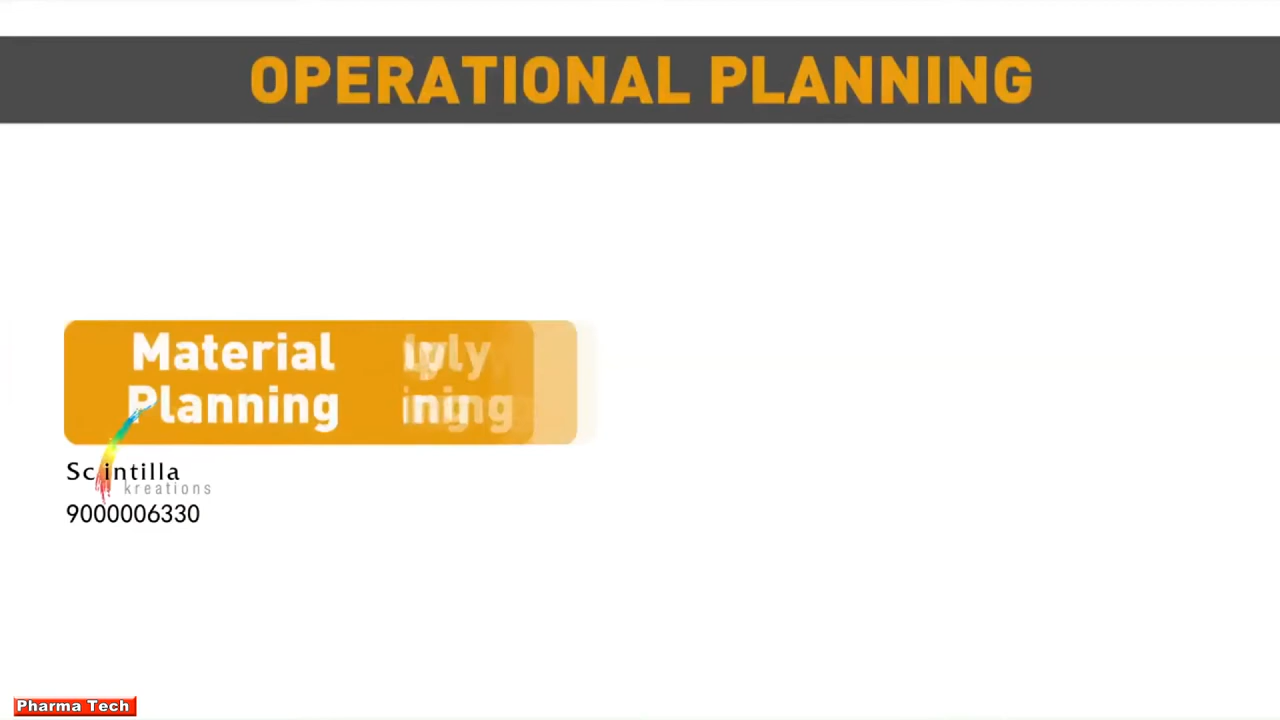 OPERATIONAL PLANNING
Material
Planning
Scintilla
kreations
9000006330
Pharma Tech